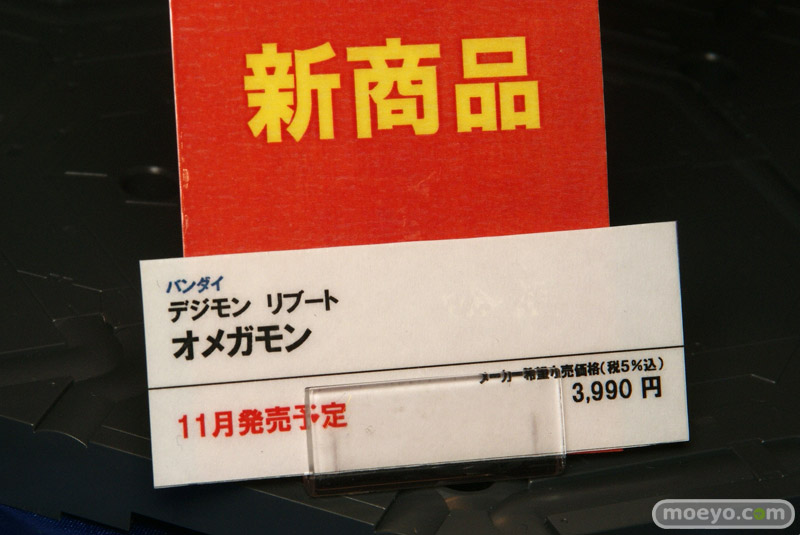 新商品
バンダイ
デジモン リブート
オメガモン
メーカー希望小売価格(税5%込)
3,990 円
11月発売予定
moeyo.com